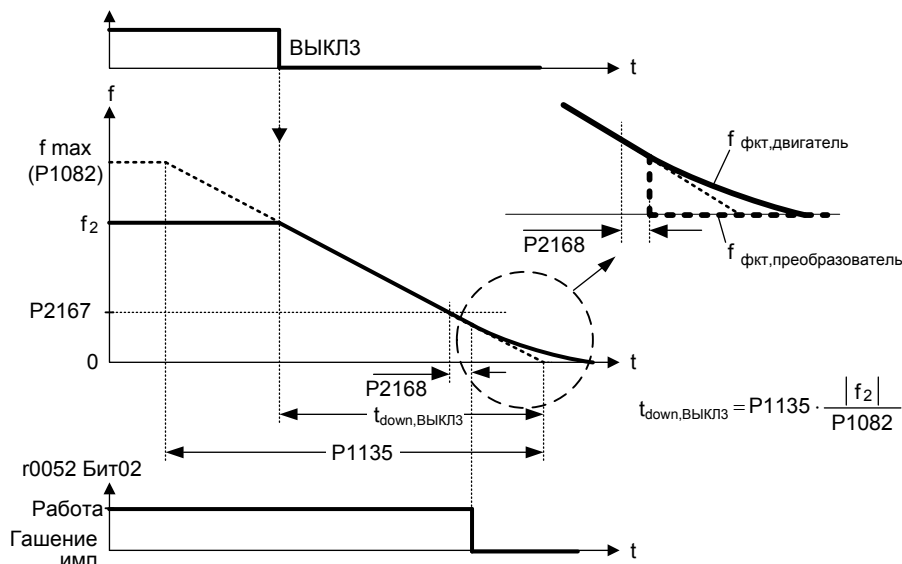 ВЫКЛ3
t
f
f max
(P1082)
f2
P2167
0
t
P2168
tdown,ВЫКЛ3
P1135
f фкт,двигатель
P2168
f фкт,преобразователь
tdown,ВЫКЛ3 = P1135 · |f2| / P1082
r0052 Бит02
Работа
Гашение
имп
t